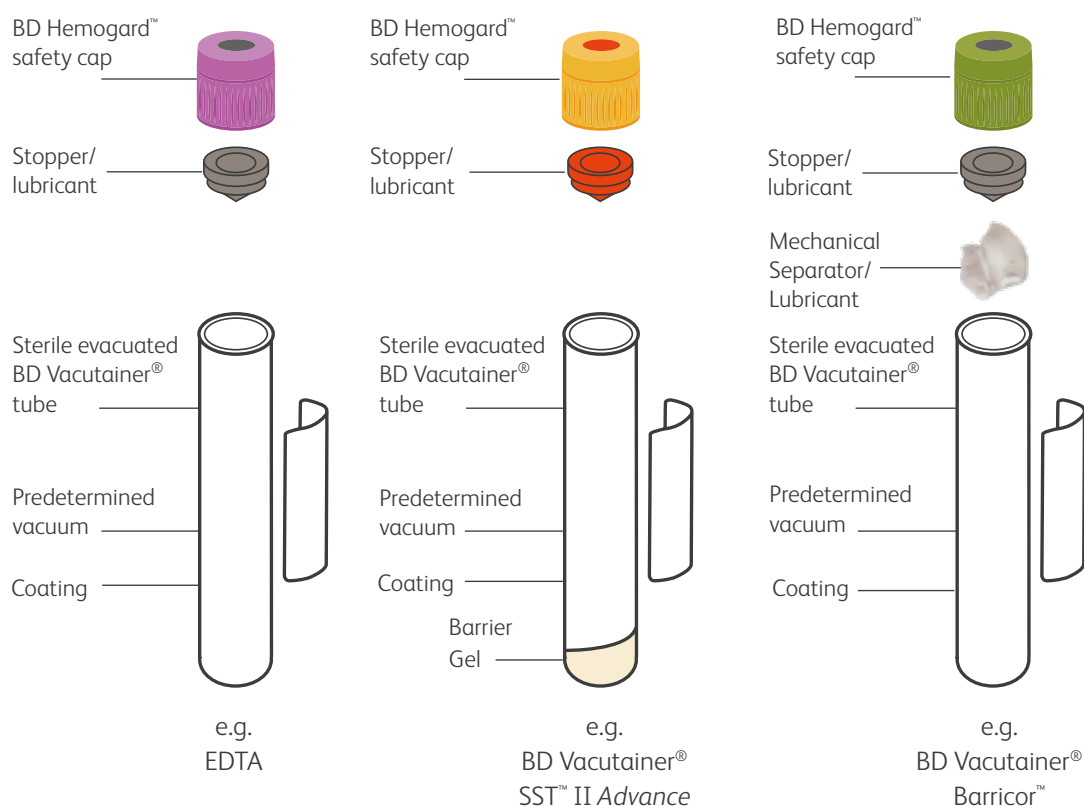 BD Hemogard™
safety cap
Stopper/
lubricant
Sterile evacuated
BD Vacutainer®
tube
Predetermined
vacuum
Coating
e.g.
EDTA
BD Hemogard™
safety cap
Stopper/
lubricant
Sterile evacuated
BD Vacutainer®
tube
Predetermined
vacuum
Coating
Barrier
Gel
e.g.
BD Vacutainer®
SST™ II Advance
BD Hemogard™
safety cap
Stopper/
lubricant
Mechanical
Separator/
Lubricant
Sterile evacuated
BD Vacutainer®
tube
Predetermined
vacuum
Coating
e.g.
BD Vacutainer®
Barricor™